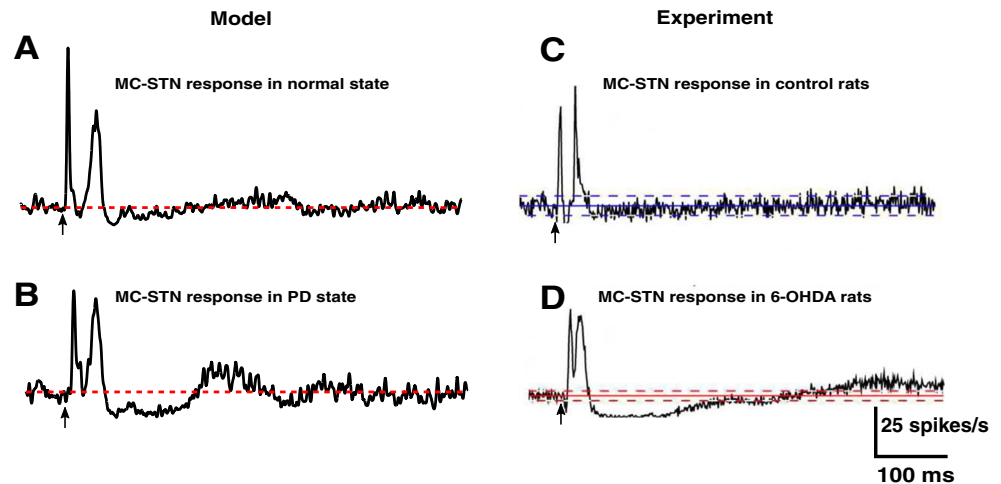 Model
Experiment
A
MC-STN response in normal state
C
MC-STN response in control rats
B
MC-STN response in PD state
D
MC-STN response in 6-OHDA rats
25 spikes/s
100 ms